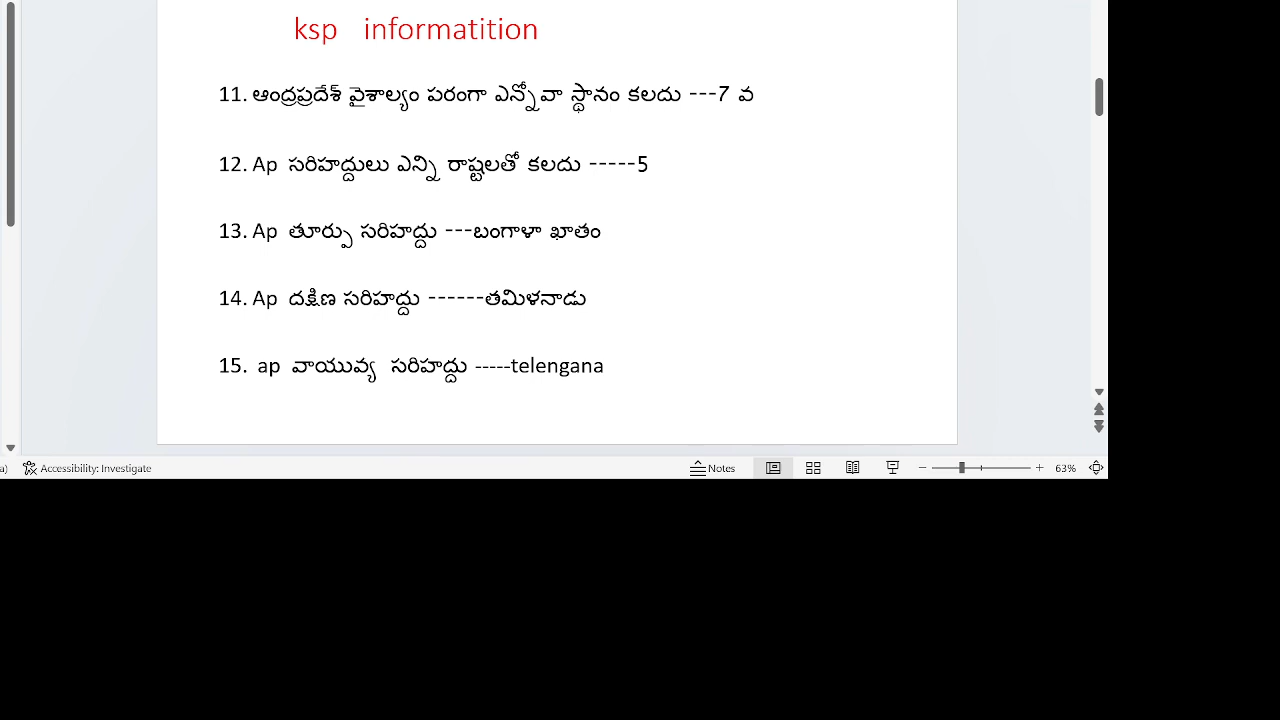 ksp informatition
11. ఆంద్రప్రదేశ్ వైశాల్యం పరంగా ఎన్నోవా స్థానం కలదు ---7 వ
12. Ap సరిహద్దులు ఎన్ని రాష్టలతో కలదు -----5
13. Ap తూర్పు సరిహద్దు ---బంగాళా ఖాతం
14. Ap దక్షిణ సరిహద్దు ------తమిళనాడు
15. ap వాయువ్య సరిహద్దు -----telengana
a) Accessibility: Investigate Notes 63%